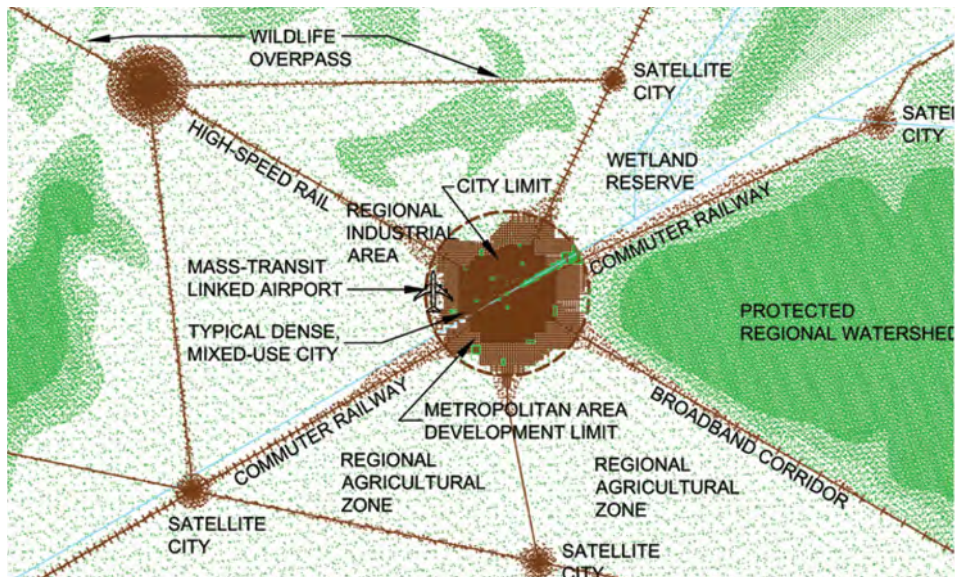 WILDLIFE
OVERPASS
SATELLITE
CITY
SATEL
CITY
HIGH-SPEED RAIL
WETLAND
RESERVE
CITY LIMIT
REGIONAL
INDUSTRIAL
AREA
COMMUTER RAILWAY
MASS-TRANSIT
LINKED AIRPORT
PROTECTED
REGIONAL WATERSHED
TYPICAL DENSE,
MIXED-USE CITY
COMMUTER RAILWAY
METROPOLITAN AREA
DEVELOPMENT LIMIT
BROADBAND CORRIDOR
REGIONAL
AGRICULTURAL
ZONE
REGIONAL
AGRICULTURAL
ZONE
SATELLITE
CITY
SATELLITE
CITY